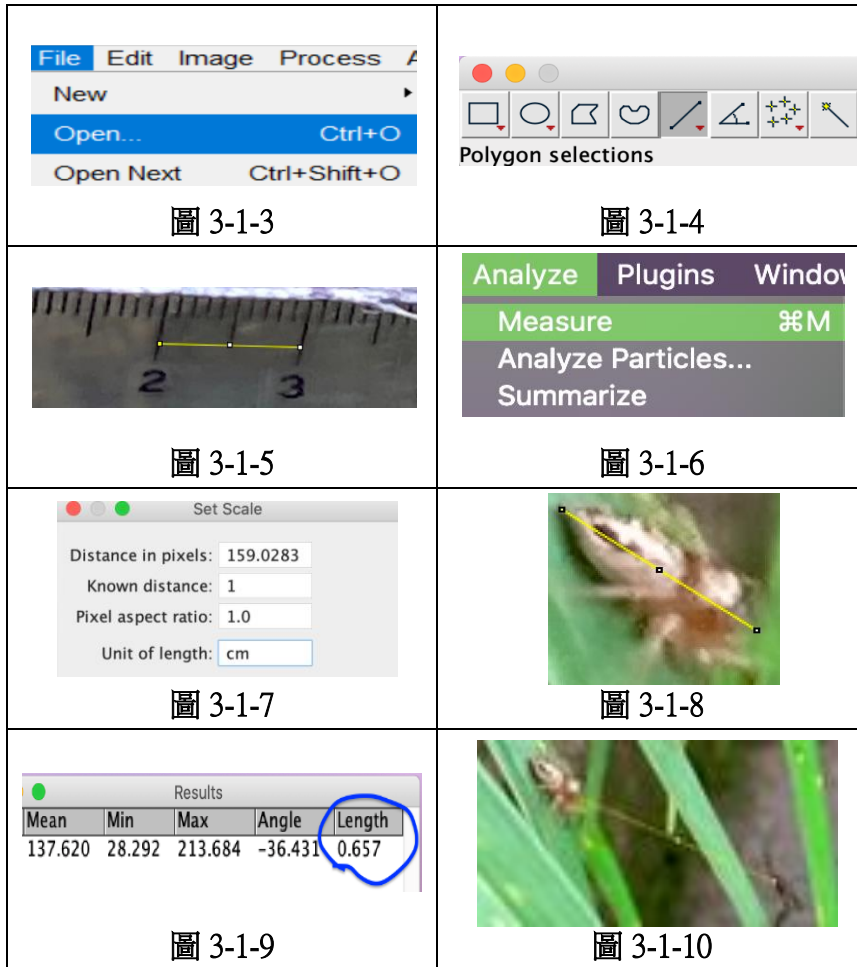 File Edit Image Process
New
Open... Ctrl+O
Open Next Ctrl+Shift+O
圖 3-1-3
Polygon selections
圖 3-1-4
2 3
圖 3-1-5
Analyze Plugins
Measure ⌘M
Analyze Particles...
Summarize
圖 3-1-6
Set Scale
Distance in pixels: 159.0283
Known distance: 1
Pixel aspect ratio: 1.0
Unit of length: cm
圖 3-1-7
圖 3-1-8
Results
Mean Min Max Angle Length
137.620 28.292 213.684 -36.431 0.657
圖 3-1-9
圖 3-1-10